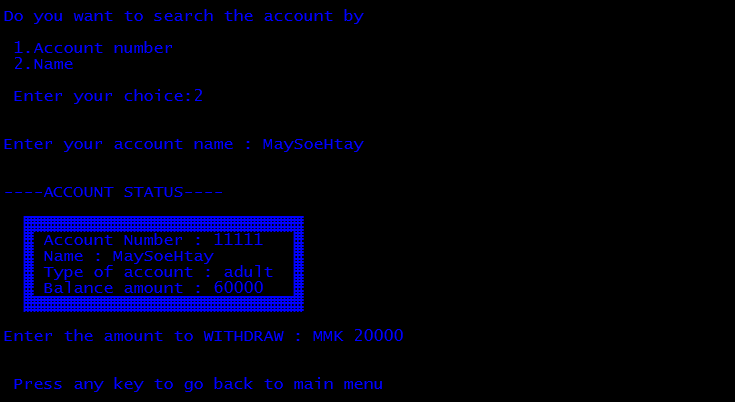 Do you want to search the account by
1.Account number
2.Name
Enter your choice:2
Enter your account name : MaySoeHtay
----ACCOUNT STATUS----
Account Number : 11111
Name : MaySoeHtay
Type of account : adult
Balance amount : 60000
Enter the amount to WITHDRAW : MMK 20000
Press any key to go back to main menu